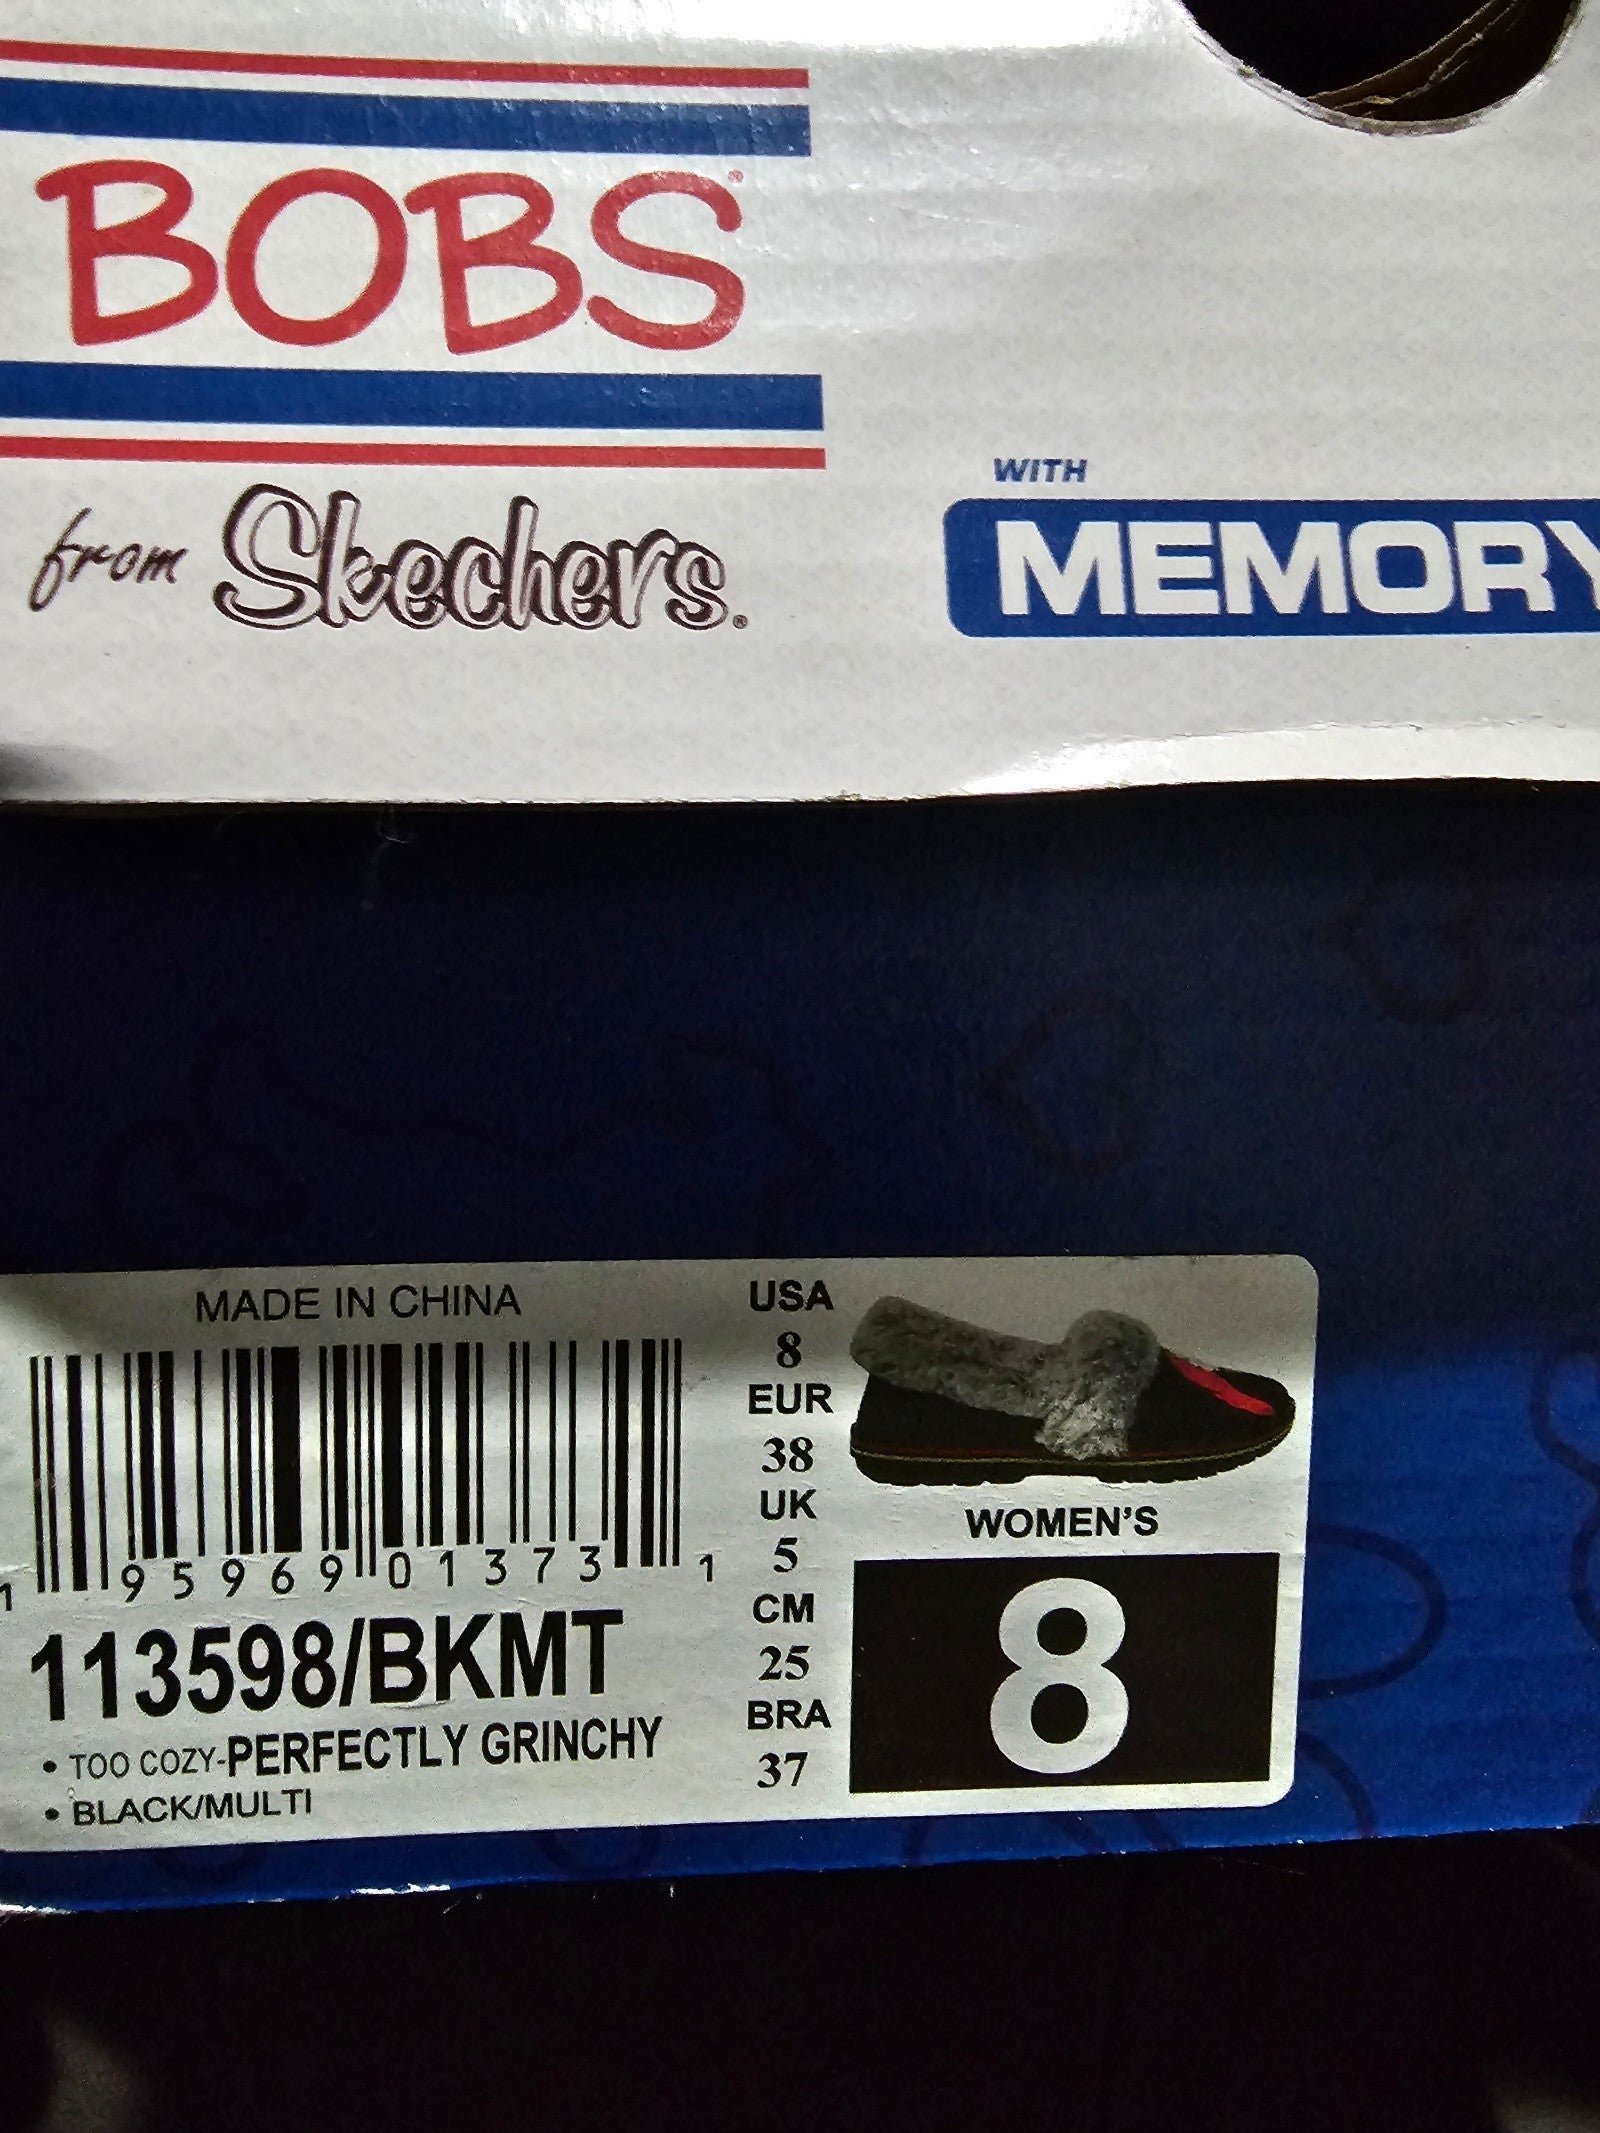 BOBS
from Skechers®
WITH
MEMORY
MADE IN CHINA
1 95969 01373 1
113598/BKMT
• TOO COZY-PERFECTLY GRINCHY
• BLACK/MULTI
USA
8
EUR
38
UK
5
CM
25
BRA
37
WOMEN'S
8